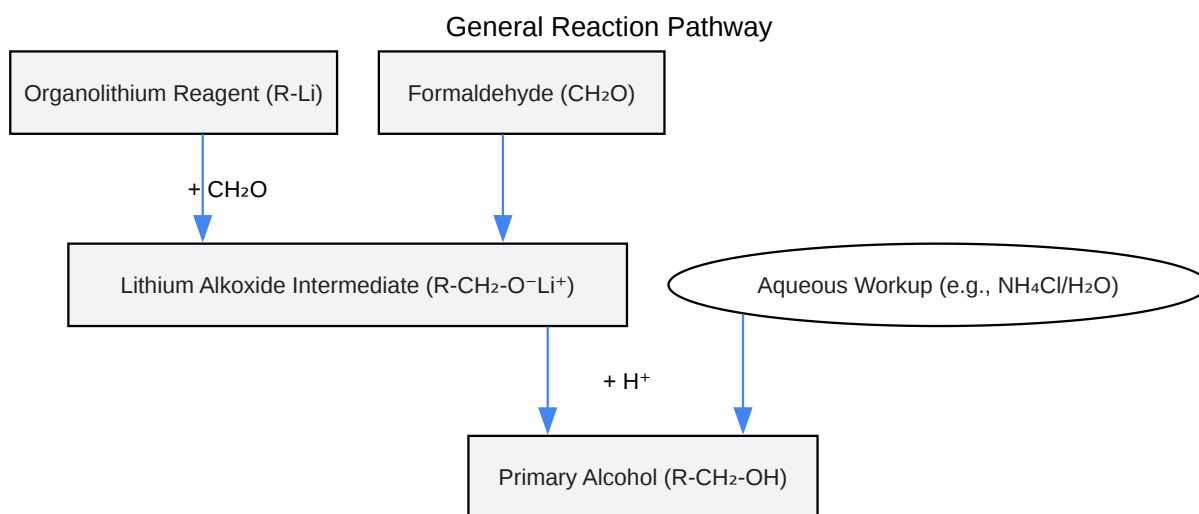 General Reaction Pathway
Organolithium Reagent (R-Li)
Formaldehyde (CH₂O)
+ CH₂O
Lithium Alkoxide Intermediate (R-CH₂-O⁻Li⁺)
Aqueous Workup (e.g., NH₄Cl/H₂O)
+ H⁺
Primary Alcohol (R-CH₂-OH)